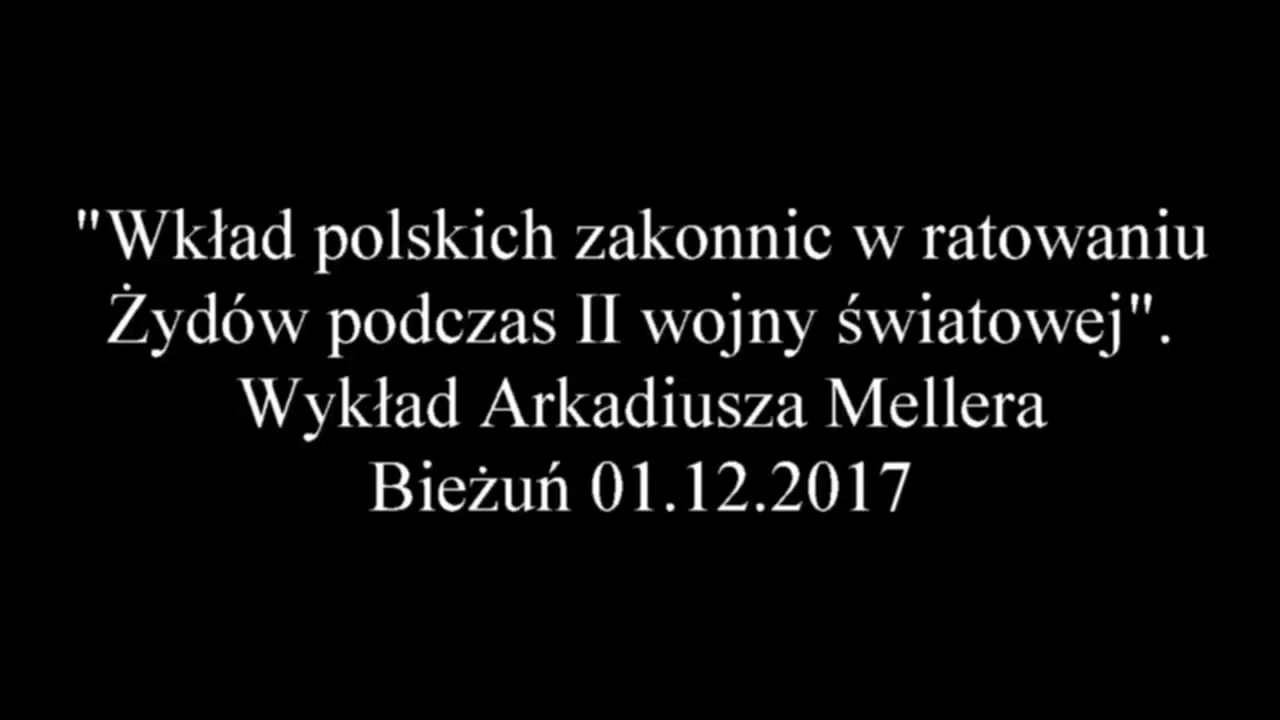 "Wkład polskich zakonnic w ratowaniu
Żydów podczas II wojny światowej".
Wykład Arkadiusza Mellera
Bieżuń 01.12.2017